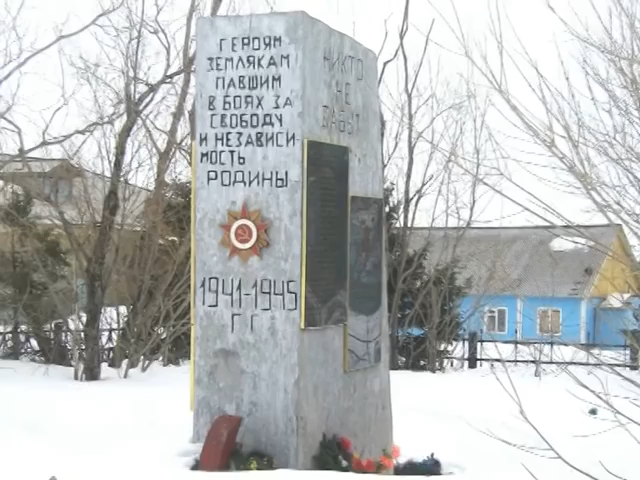 ГЕРОЯМ
ЗЕМЛЯКАМ
ПАВШИМ
В БОЯХ ЗА
СВОБОДУ
И НЕЗАВИСИ-
МОСТЬ
РОДИНЫ
1941-1945
ГГ
НИКТО
НЕ
ЗАБЫТ